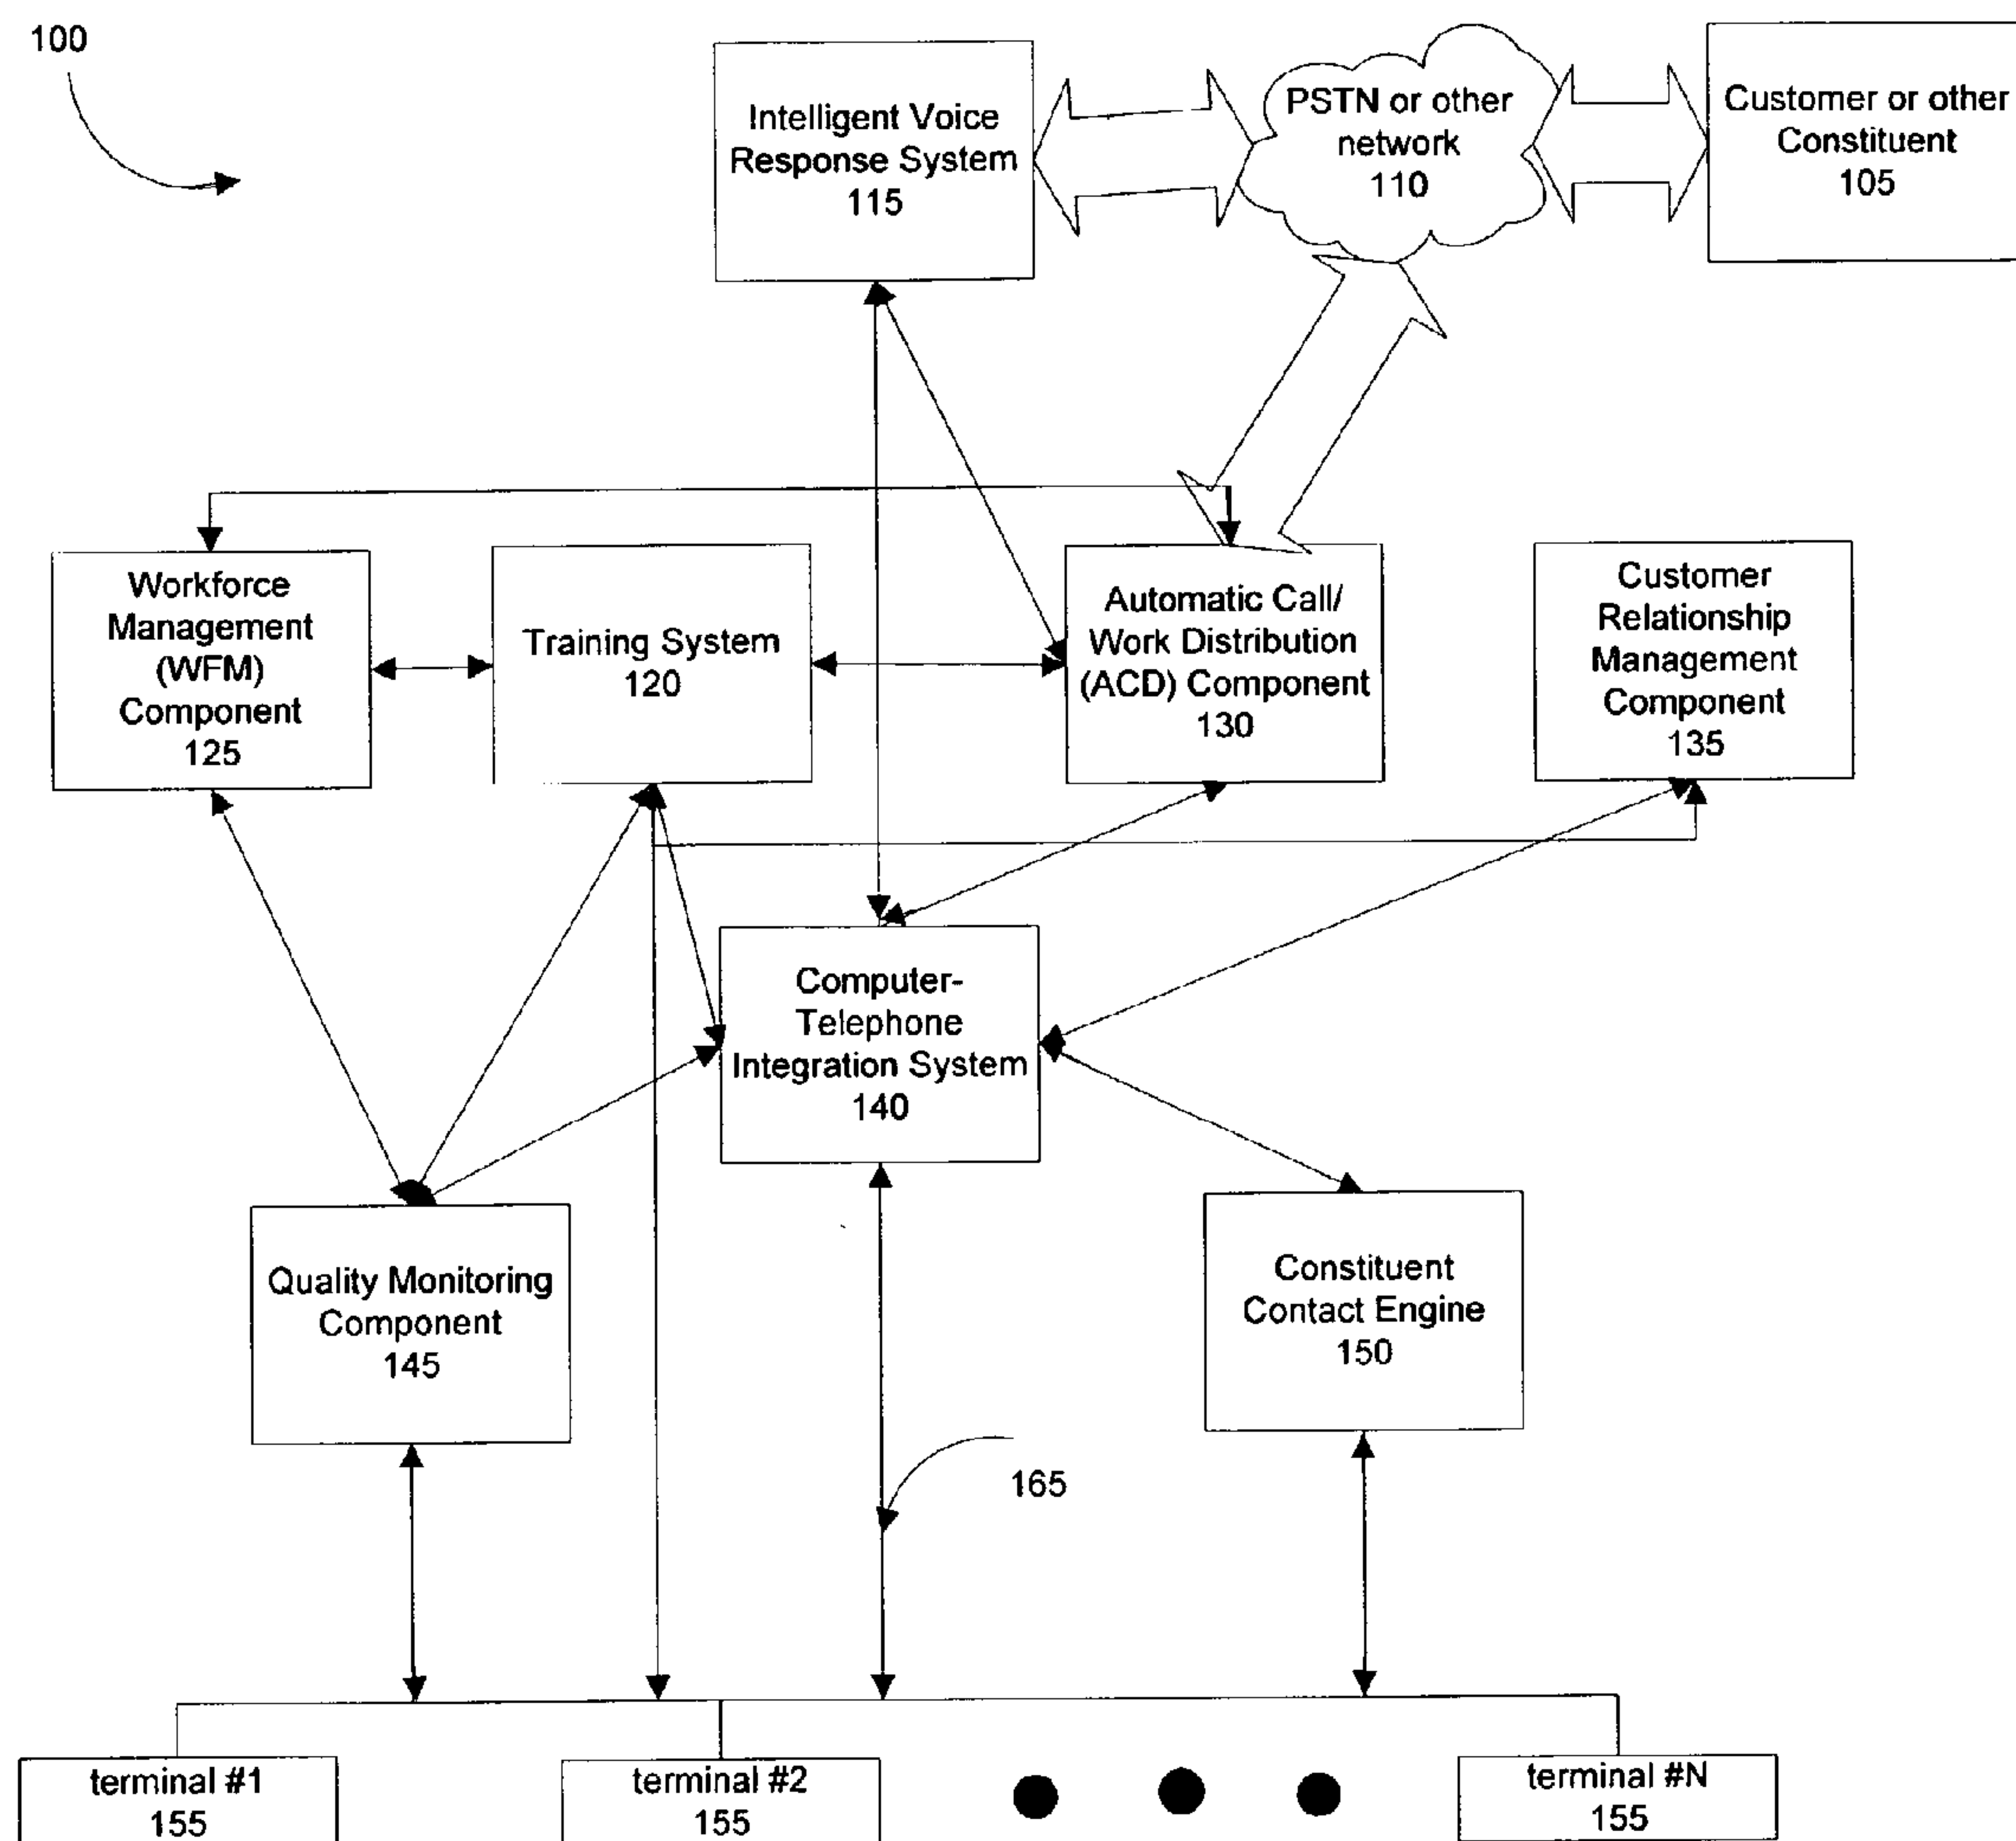 100
Intelligent Voice
Response System
115
PSTN or other
network
110
Customer or other
Constituent
105
Workforce
Management
(WFM)
Component
125
Training System
120
Automatic Call/
Work Distribution
(ACD) Component
130
Customer
Relationship
Management
Component
135
Computer-
Telephone
Integration System
140
Quality Monitoring
Component
145
Constituent
Contact Engine
150
165
terminal #1
155
terminal #2
155
terminal #N
155